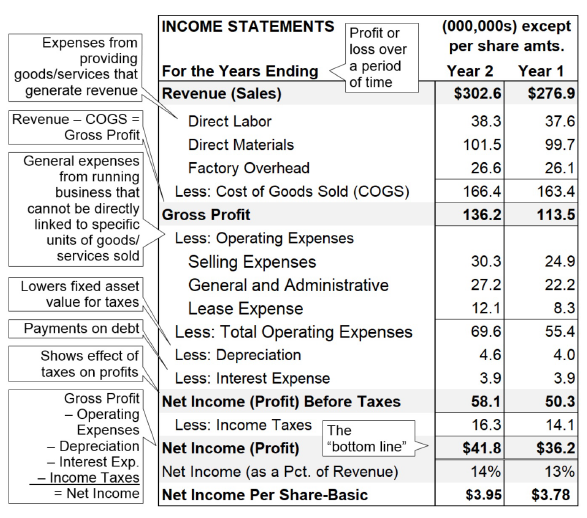 INCOME STATEMENTS
(000,000s) except
per share amts.
For the Years Ending
Year 2 Year 1
Profit or
loss over
a period
of time
Revenue (Sales) $302.6 $276.9
Direct Labor 38.3 37.6
Direct Materials 101.5 99.7
Factory Overhead 26.6 26.1
Less: Cost of Goods Sold (COGS) 166.4 163.4
Gross Profit 136.2 113.5
Less: Operating Expenses
Selling Expenses 30.3 24.9
General and Administrative 27.2 22.2
Lease Expense 12.1 8.3
Less: Total Operating Expenses 69.6 55.4
Less: Depreciation 4.6 4.0
Less: Interest Expense 3.9 3.9
Net Income (Profit) Before Taxes 58.1 50.3
Less: Income Taxes 16.3 14.1
Net Income (Profit) $41.8 $36.2
Net Income (as a Pct. of Revenue) 14% 13%
Net Income Per Share-Basic $3.95 $3.78
The
"bottom line"
Expenses from
providing
goods/services that
generate revenue
Revenue – COGS =
Gross Profit
General expenses
from running
business that
cannot be directly
linked to specific
units of goods/
services sold
Lowers fixed asset
value for taxes
Payments on debt
Shows effect of
taxes on profits
Gross Profit
– Operating
Expenses
– Depreciation
– Interest Exp.
– Income Taxes
= Net Income